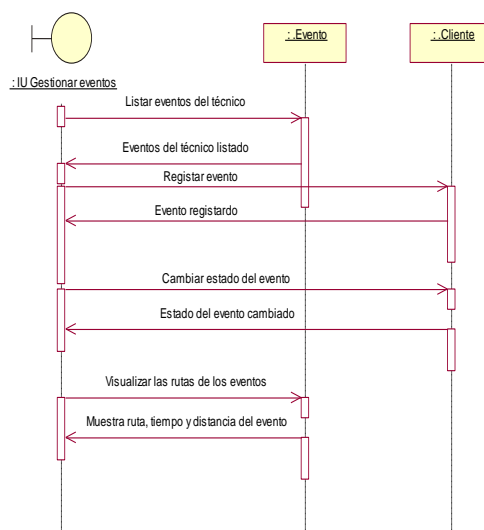 : .Evento
: .Cliente
: IU Gestionar eventos
Listar eventos del técnico
Eventos del técnico listado
Registar evento
Evento registardo
Cambiar estado del evento
Estado del evento cambiado
Visualizar las rutas de los eventos
Muestra ruta, tiempo y distancia del evento